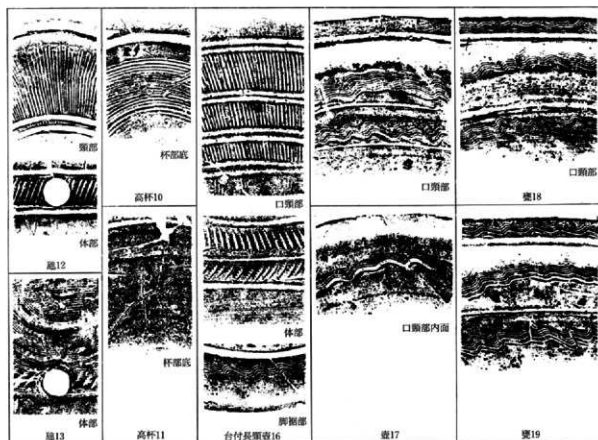 頸部
体部
𤭯12
体部
𤭯13
杯部底
高杯10
杯部底
高杯11
口頸部
体部
脚裾部
台付長頸壺16
口頸部
口頸部内面
壺17
口頸部
甕18
甕19